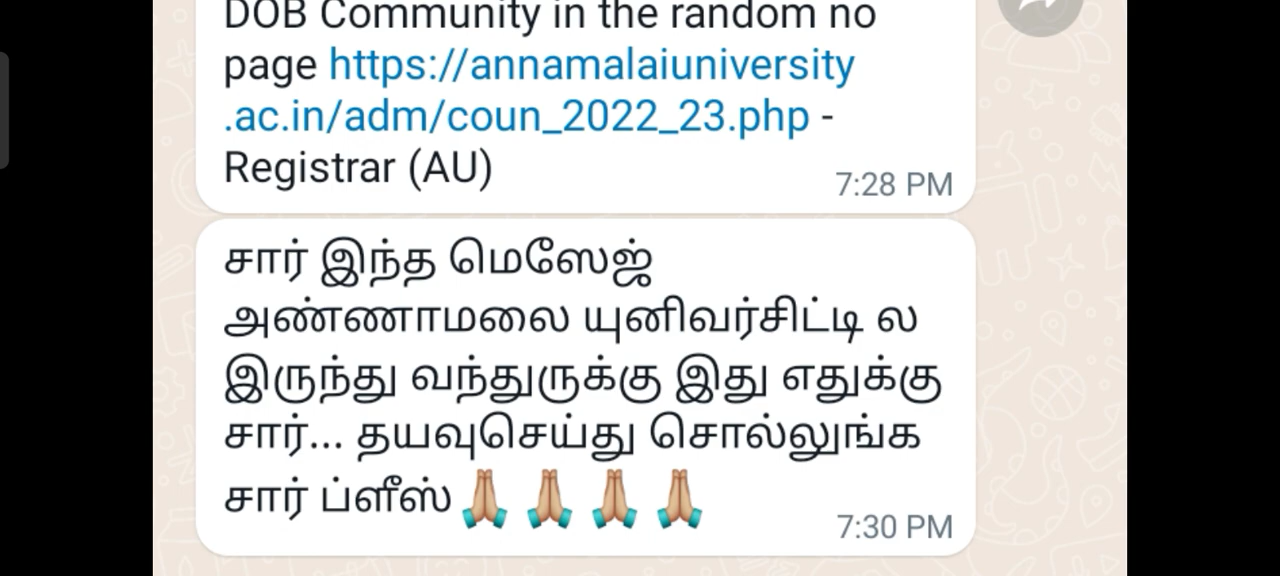 DOB Community in the random no
page https://annamalaiuniversity
.ac.in/adm/coun_2022_23.php -
Registrar (AU)
7:28 PM
சார் இந்த மெஸேஜ்
அண்ணாமலை யுனிவர்சிட்டி ல
இருந்து வந்துருக்கு இது எதுக்கு
சார்... தயவுசெய்து சொல்லுங்க
சார் ப்ளீஸ்🙏🏼🙏🏼🙏🏼🙏🏼
7:30 PM